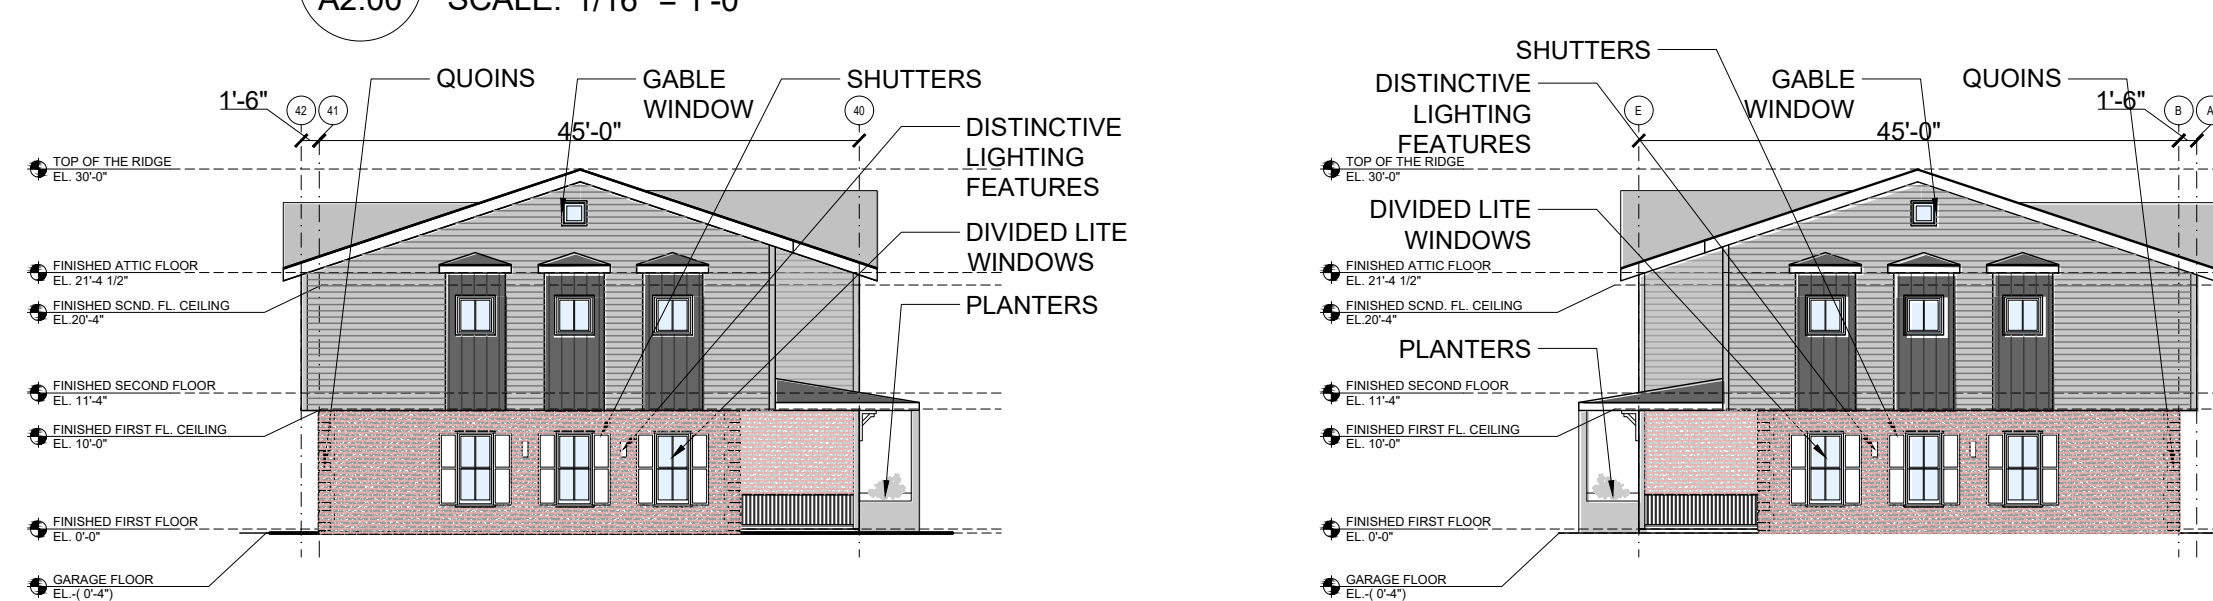 A2.00 SCALE: 1/16" = 1'-0"
QUOINS
GABLE
WINDOW
SHUTTERS
1'-6"
42
41
40
45'-0"
DISTINCTIVE
LIGHTING
FEATURES
DIVIDED LITE
WINDOWS
PLANTERS
TOP OF THE RIDGE
EL. 30'-0"
FINISHED ATTIC FLOOR
EL. 21'-4 1/2"
FINISHED SCND. FL. CEILING
EL.20'-4"
FINISHED SECOND FLOOR
EL. 11'-4"
FINISHED FIRST FL. CEILING
EL. 10'-0"
FINISHED FIRST FLOOR
EL. 0'-0"
GARAGE FLOOR
EL.-( 0'-4")
SHUTTERS
DISTINCTIVE
LIGHTING
FEATURES
GABLE
WINDOW
QUOINS
1'-6"
E
B
A
45'-0"
DIVIDED LITE
WINDOWS
PLANTERS
TOP OF THE RIDGE
EL. 30'-0"
FINISHED ATTIC FLOOR
EL. 21'-4 1/2"
FINISHED SCND. FL. CEILING
EL.20'-4"
FINISHED SECOND FLOOR
EL. 11'-4"
FINISHED FIRST FL. CEILING
EL. 10'-0"
FINISHED FIRST FLOOR
EL. 0'-0"
GARAGE FLOOR
EL.-( 0'-4")